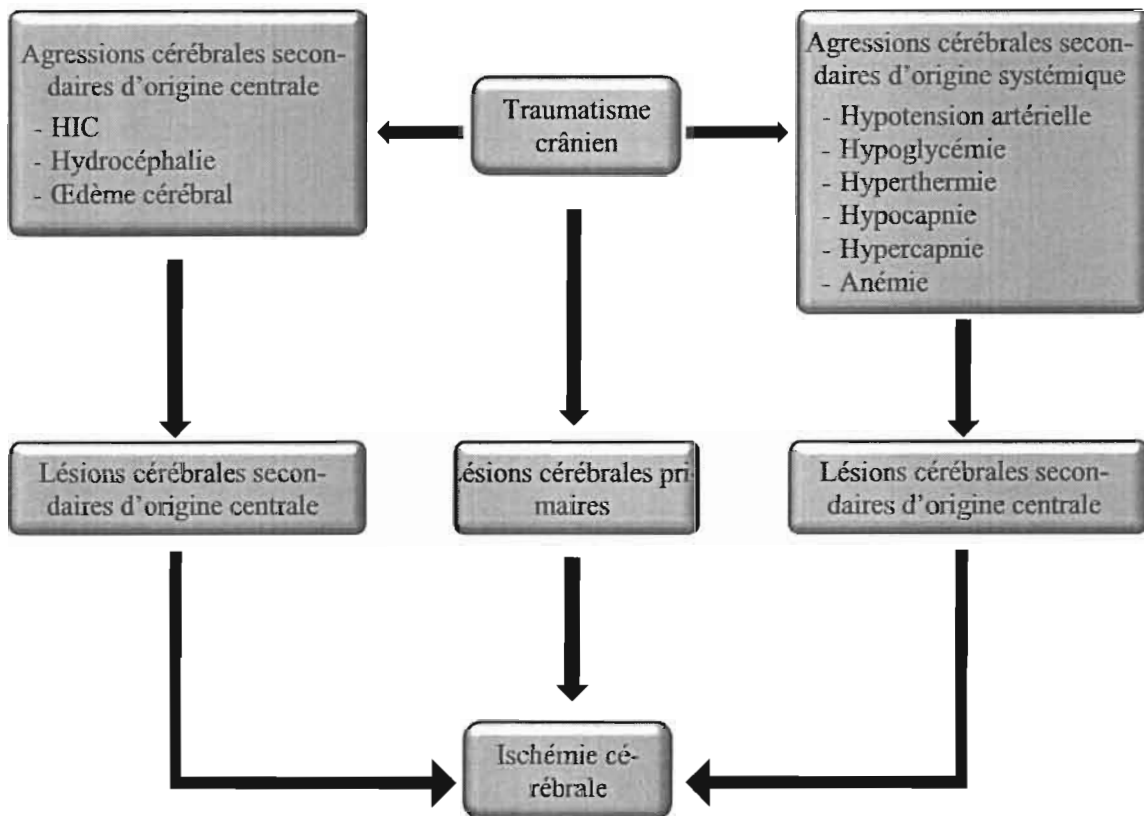 Agressions cérébrales secon-
daires d'origine centrale
- HIC
- Hydrocéphalie
- Œdème cérébral
Traumatisme
crânien
Agressions cérébrales secon-
daires d'origine systémique
- Hypotension artérielle
- Hypoglycémie
- Hyperthermie
- Hypocapnie
- Hypercapnie
- Anémie
Lésions cérébrales secon-
daires d'origine centrale
Lésions cérébrales pri-
maires
Lésions cérébrales secon-
daires d'origine centrale
Ischémie cé-
rébrale